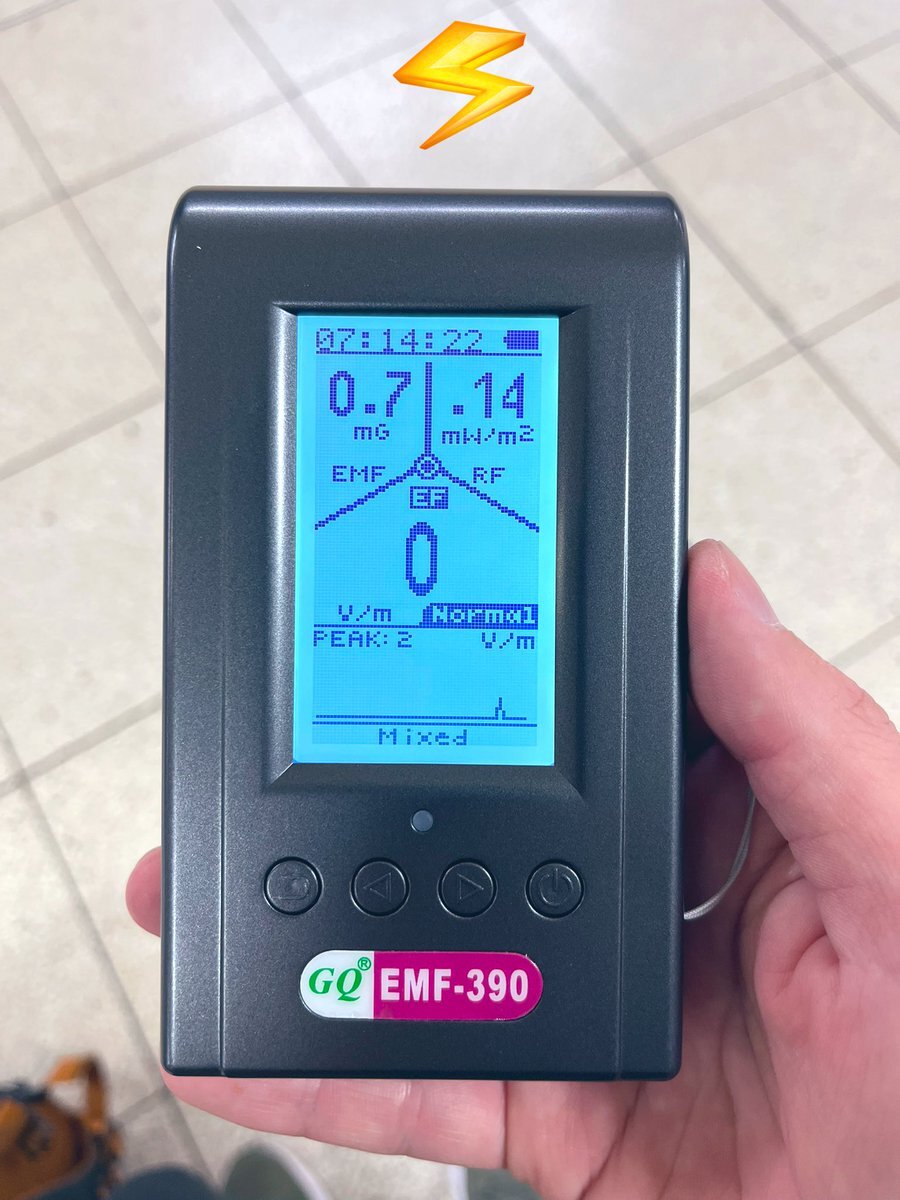 07:14:22
0.7 .14
mG mW/m2
EMF RF
EF
0
V/m Normal
PEAK: 2 V/m
Mixed
GQ® EMF-390